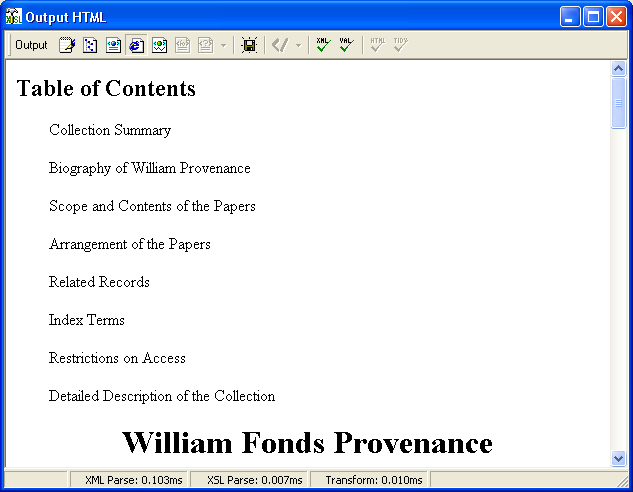 Output HTML
Output
XML VAL HTML TIDY
Table of Contents
Collection Summary
Biography of William Provenance
Scope and Contents of the Papers
Arrangement of the Papers
Related Records
Index Terms
Restrictions on Access
Detailed Description of the Collection
William Fonds Provenance
XML Parse: 0.103ms XSL Parse: 0.007ms Transform: 0.010ms